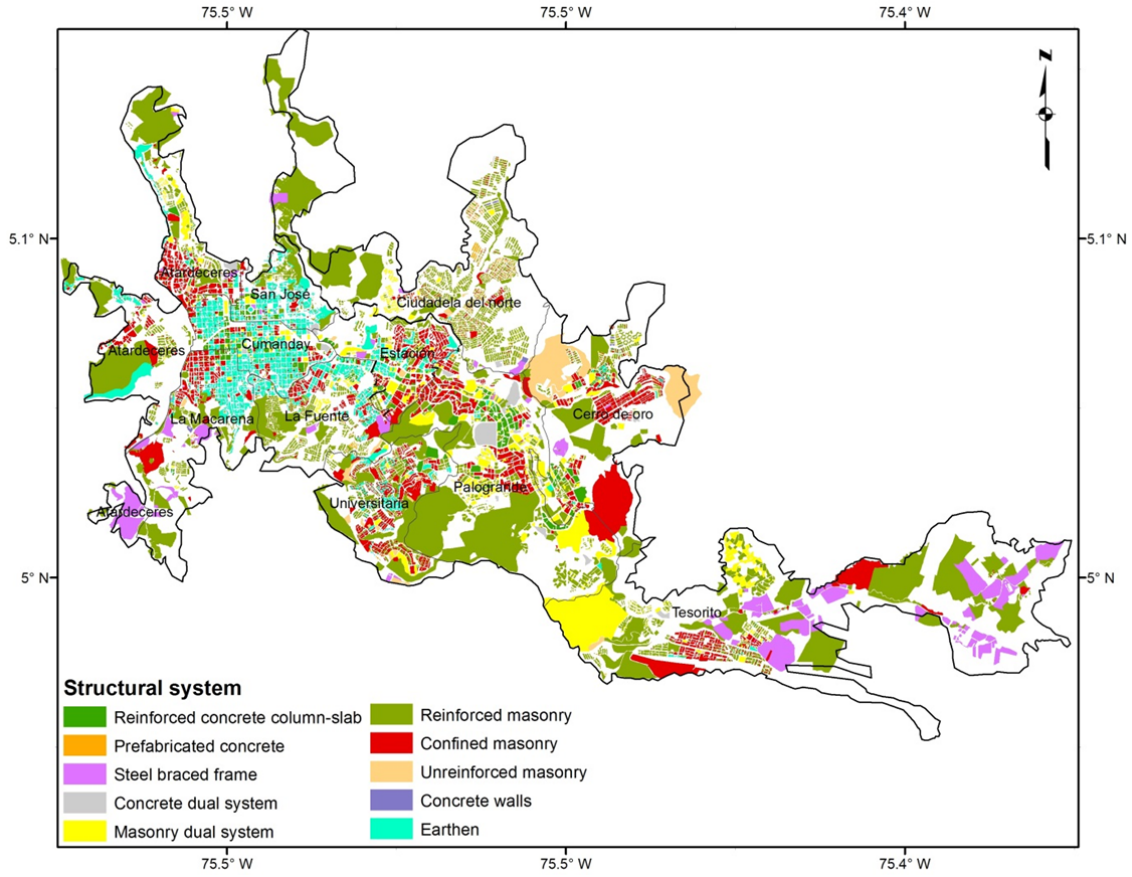 75.5° W 75.5° W 75.4° W
N
5.1° N 5.1° N
Atardeceres
San José
Ciudadela del norte
Cumanday
Atardeceres
Estación
La Macarena
La Fuente
Cerro de oro
Palogrande
Universitaria
Atardeceres
5° N 5° N
Tesorito
Structural system
Reinforced concrete column-slab Reinforced masonry
Prefabricated concrete Confined masonry
Steel braced frame Unreinforced masonry
Concrete dual system Concrete walls
Masonry dual system Earthen
75.5° W 75.5° W 75.4° W